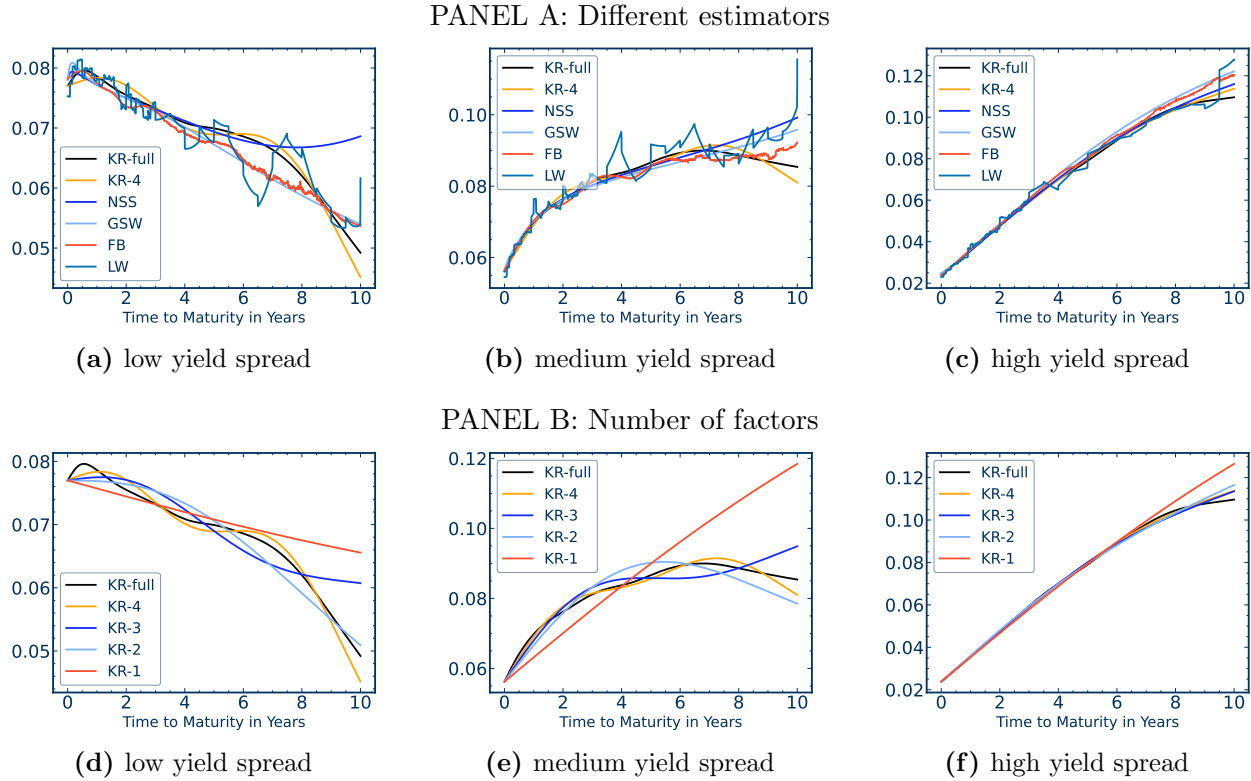 PANEL A: Different estimators
0.08
0.07
0.06
0.05
KR-full
KR-4
NSS
GSW
FB
LW
0 2 4 6 8 10
Time to Maturity in Years
(a) low yield spread
0.10
0.08
0.06
KR-full
KR-4
NSS
GSW
FB
LW
0 2 4 6 8 10
Time to Maturity in Years
(b) medium yield spread
0.12
0.10
0.08
0.06
0.04
0.02
KR-full
KR-4
NSS
GSW
FB
LW
0 2 4 6 8 10
Time to Maturity in Years
(c) high yield spread
PANEL B: Number of factors
0.08
0.07
0.06
0.05
KR-full
KR-4
KR-3
KR-2
KR-1
0 2 4 6 8 10
Time to Maturity in Years
(d) low yield spread
0.12
0.10
0.08
0.06
KR-full
KR-4
KR-3
KR-2
KR-1
0 2 4 6 8 10
Time to Maturity in Years
(e) medium yield spread
0.12
0.10
0.08
0.06
0.04
0.02
KR-full
KR-4
KR-3
KR-2
KR-1
0 2 4 6 8 10
Time to Maturity in Years
(f) high yield spread